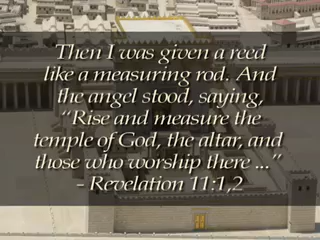 Then I was given a reed
like a measuring rod. And
the angel stood, saying,
“Rise and measure the
temple of God, the altar, and
those who worship there ...”
- Revelation 11:1,2